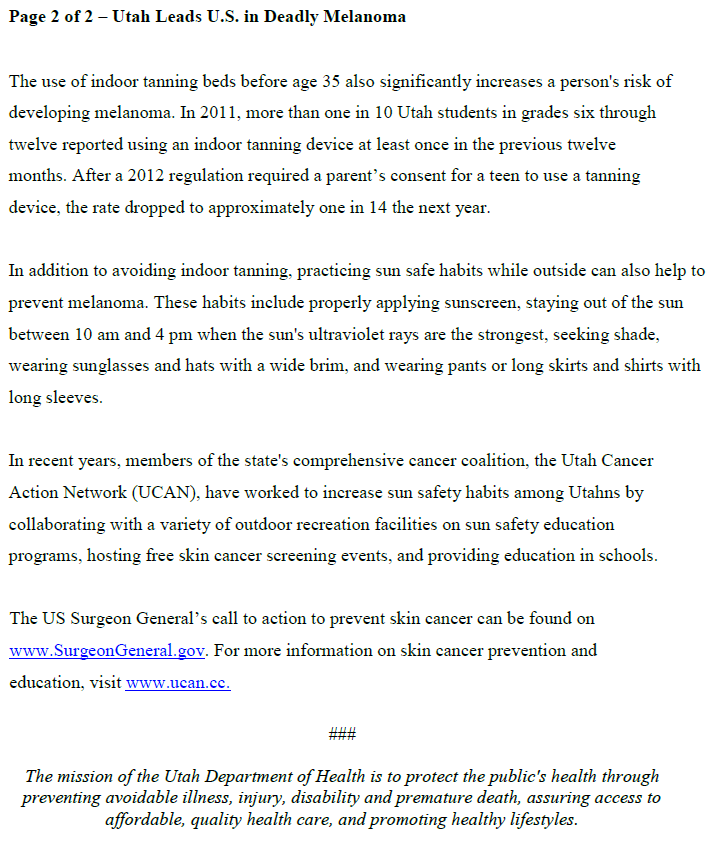 Page 2 of 2 – Utah Leads U.S. in Deadly Melanoma
The use of indoor tanning beds before age 35 also significantly increases a person's risk of
developing melanoma. In 2011, more than one in 10 Utah students in grades six through
twelve reported using an indoor tanning device at least once in the previous twelve
months. After a 2012 regulation required a parent’s consent for a teen to use a tanning
device, the rate dropped to approximately one in 14 the next year.
In addition to avoiding indoor tanning, practicing sun safe habits while outside can also help to
prevent melanoma. These habits include properly applying sunscreen, staying out of the sun
between 10 am and 4 pm when the sun's ultraviolet rays are the strongest, seeking shade,
wearing sunglasses and hats with a wide brim, and wearing pants or long skirts and shirts with
long sleeves.
In recent years, members of the state's comprehensive cancer coalition, the Utah Cancer
Action Network (UCAN), have worked to increase sun safety habits among Utahns by
collaborating with a variety of outdoor recreation facilities on sun safety education
programs, hosting free skin cancer screening events, and providing education in schools.
The US Surgeon General’s call to action to prevent skin cancer can be found on
www.SurgeonGeneral.gov. For more information on skin cancer prevention and
education, visit www.ucan.cc.
###
The mission of the Utah Department of Health is to protect the public's health through
preventing avoidable illness, injury, disability and premature death, assuring access to
affordable, quality health care, and promoting healthy lifestyles.